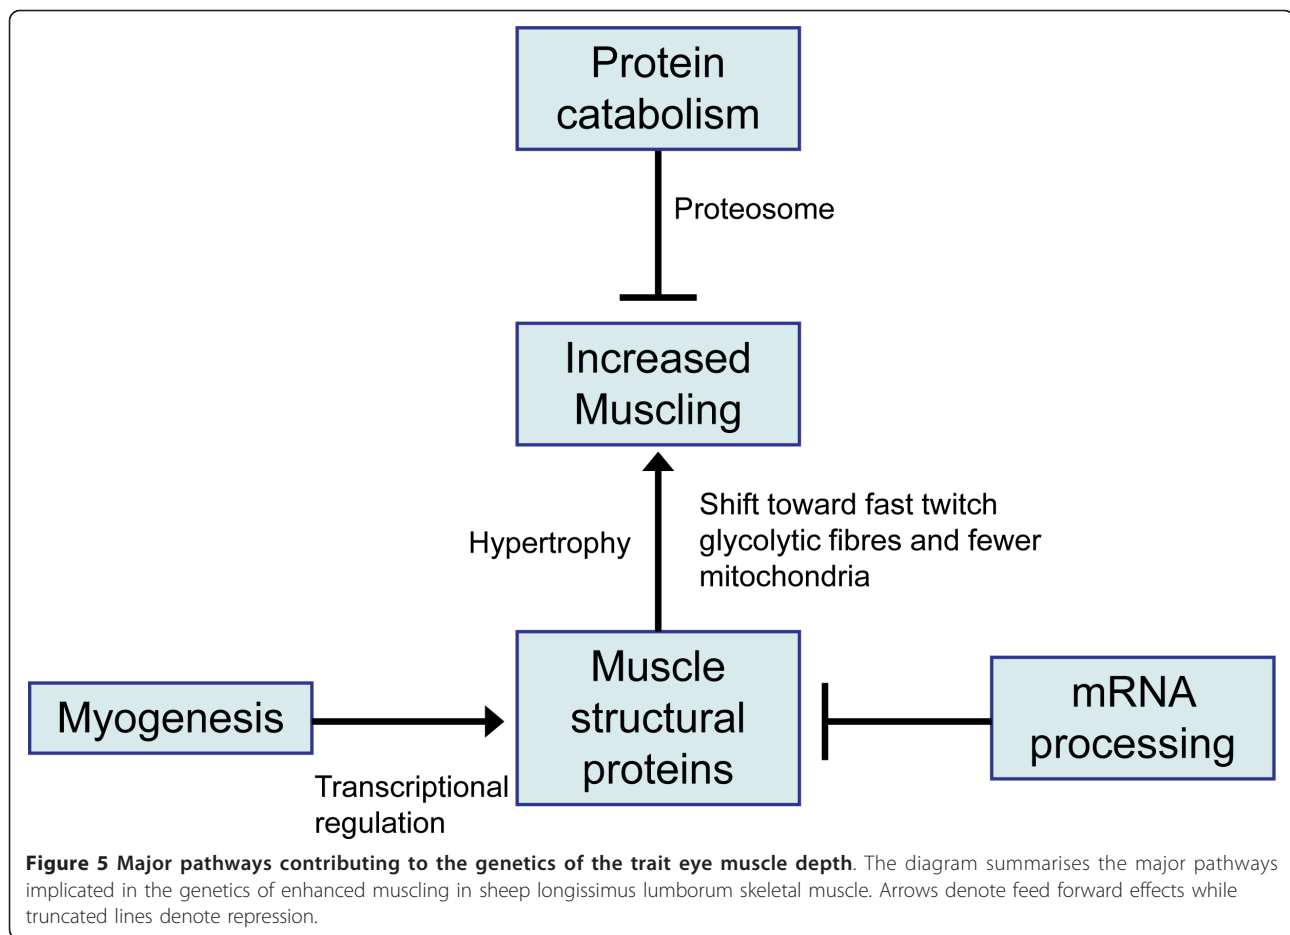 Protein
catabolism
Proteosome
Increased
Muscling
Hypertrophy
Shift toward fast twitch
glycolytic fibres and fewer
mitochondria
Myogenesis
Transcriptional
regulation
Muscle
structural
proteins
mRNA
processing
Figure 5 Major pathways contributing to the genetics of the trait eye muscle depth. The diagram summarises the major pathways
implicated in the genetics of enhanced muscling in sheep longissimus lumborum skeletal muscle. Arrows denote feed forward effects while
truncated lines denote repression.